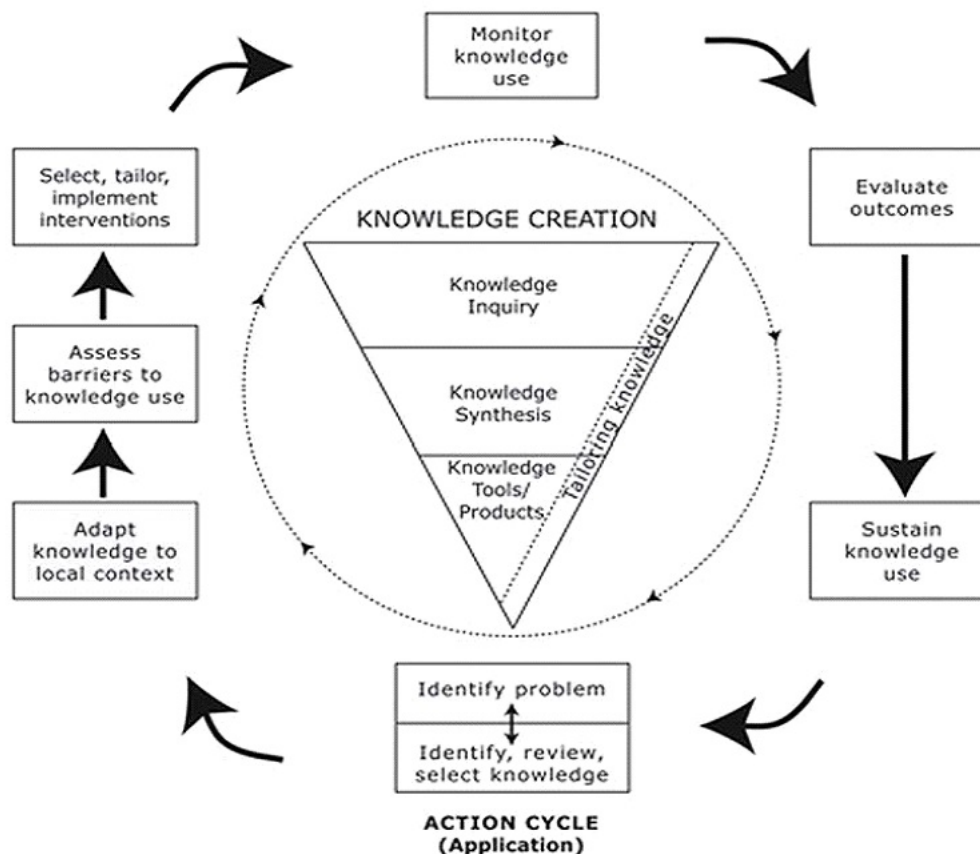 Monitor
knowledge
use
Select, tailor,
implement
interventions
Evaluate
outcomes
KNOWLEDGE CREATION
Knowledge
Inquiry
Assess
barriers to
knowledge use
Knowledge
Synthesis
Tailoring knowledge
Knowledge
Tools/
Products
Adapt
knowledge to
local context
Sustain
knowledge
use
Identify problem
Identify, review,
select knowledge
ACTION CYCLE
(Application)